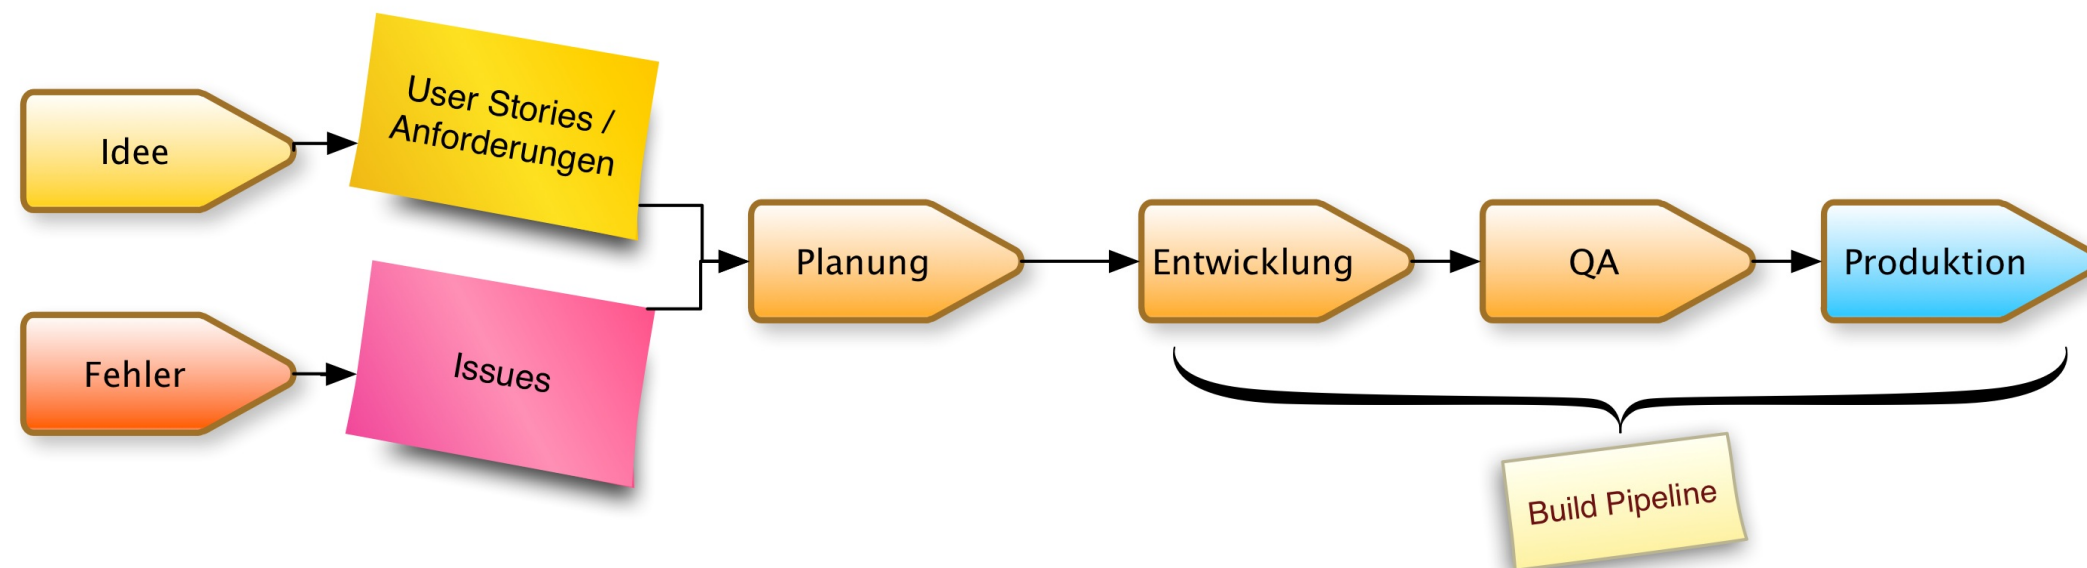 Idee
User Stories /
Anforderungen
Fehler
Issues
Planung
Entwicklung
QA
Produktion
Build Pipeline